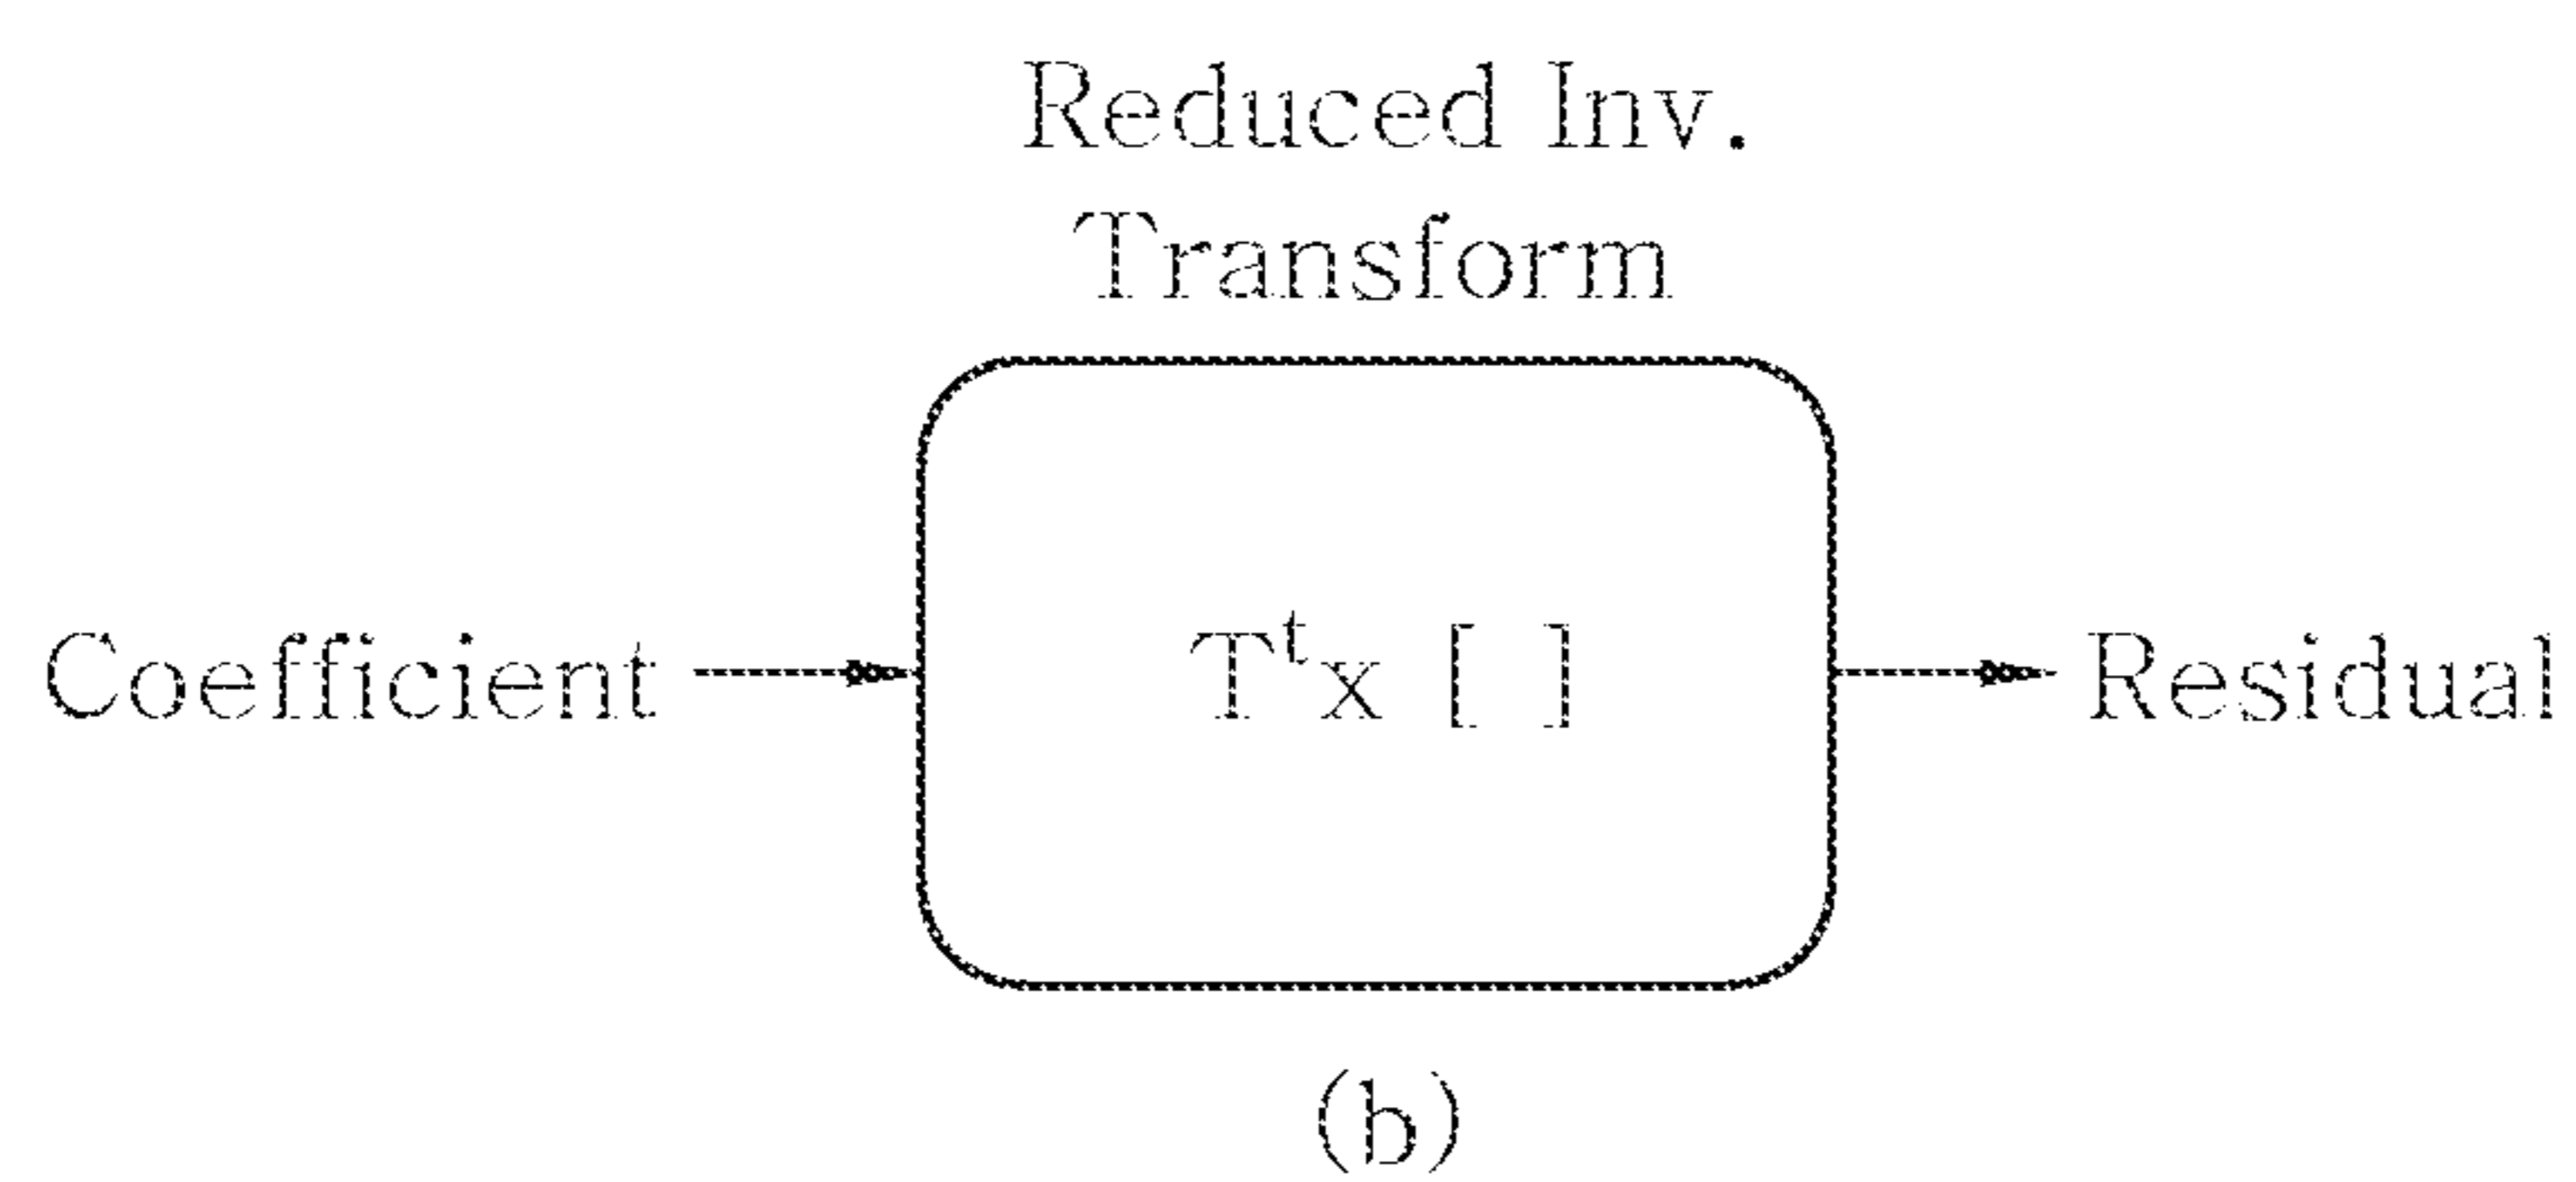 Reduced Inv.
Transform
Coefficient
Tᵗx [ ]
Residual
(b)